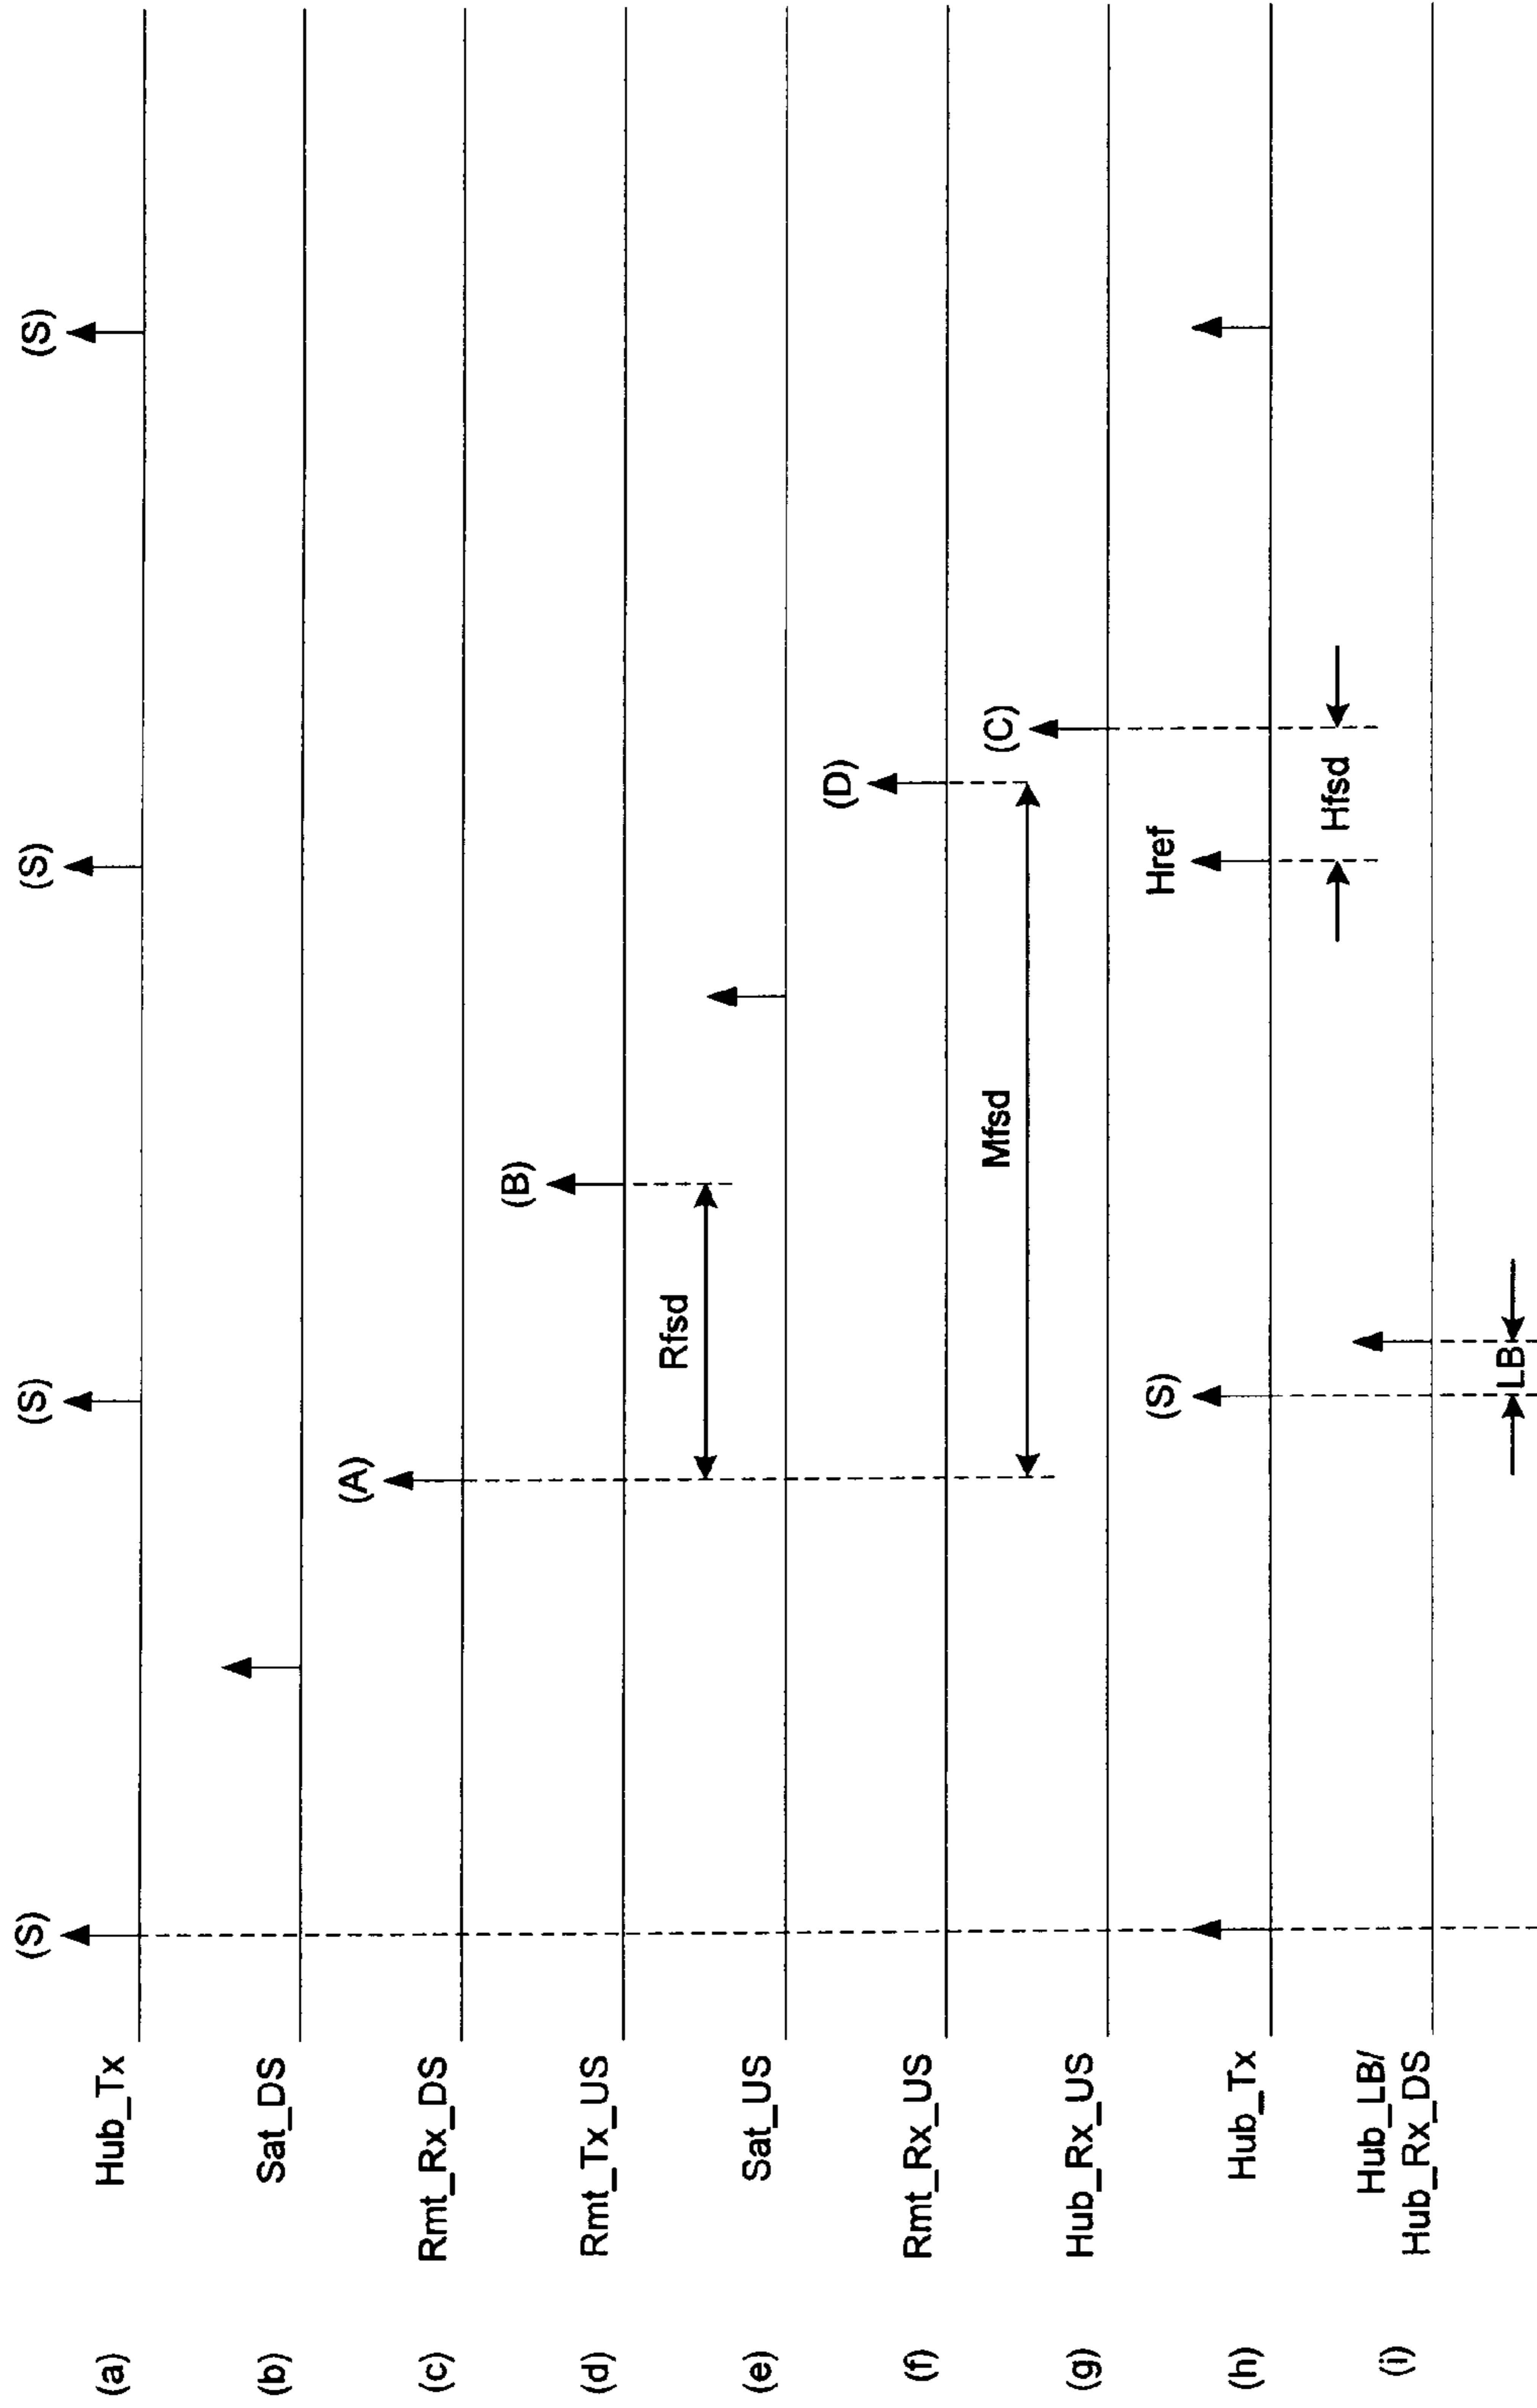 (a) Hub_Tx (S) (S) (S) (S)
(b) Sat_DS
(c) Rmt_Rx_DS (A)
(d) Rmt_Tx_US (B)
Rfsd
(e) Sat_US
(f) Rmt_Rx_US (D)
Mfsd
(g) Hub_Rx_US (C)
(h) Hub_Tx (S) Href
Hfsd
(i) Hub_LB/
Hub_Rx_DS
LB